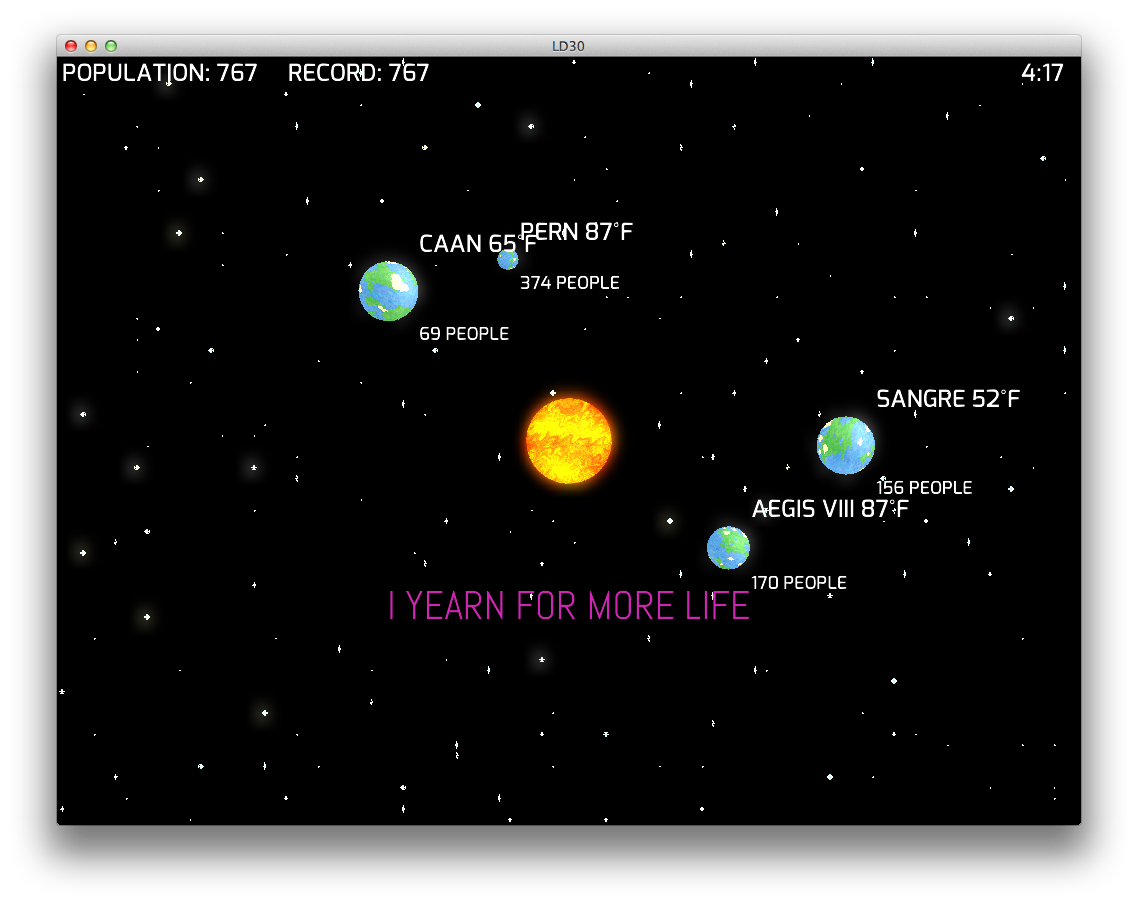 LD30
POPULATION: 767 RECORD: 767 4:17
PERN 87°F
CAAN 65°F
374 PEOPLE
69 PEOPLE
SANGRE 52°F
156 PEOPLE
AEGIS VIII 87°F
170 PEOPLE
I YEARN FOR MORE LIFE